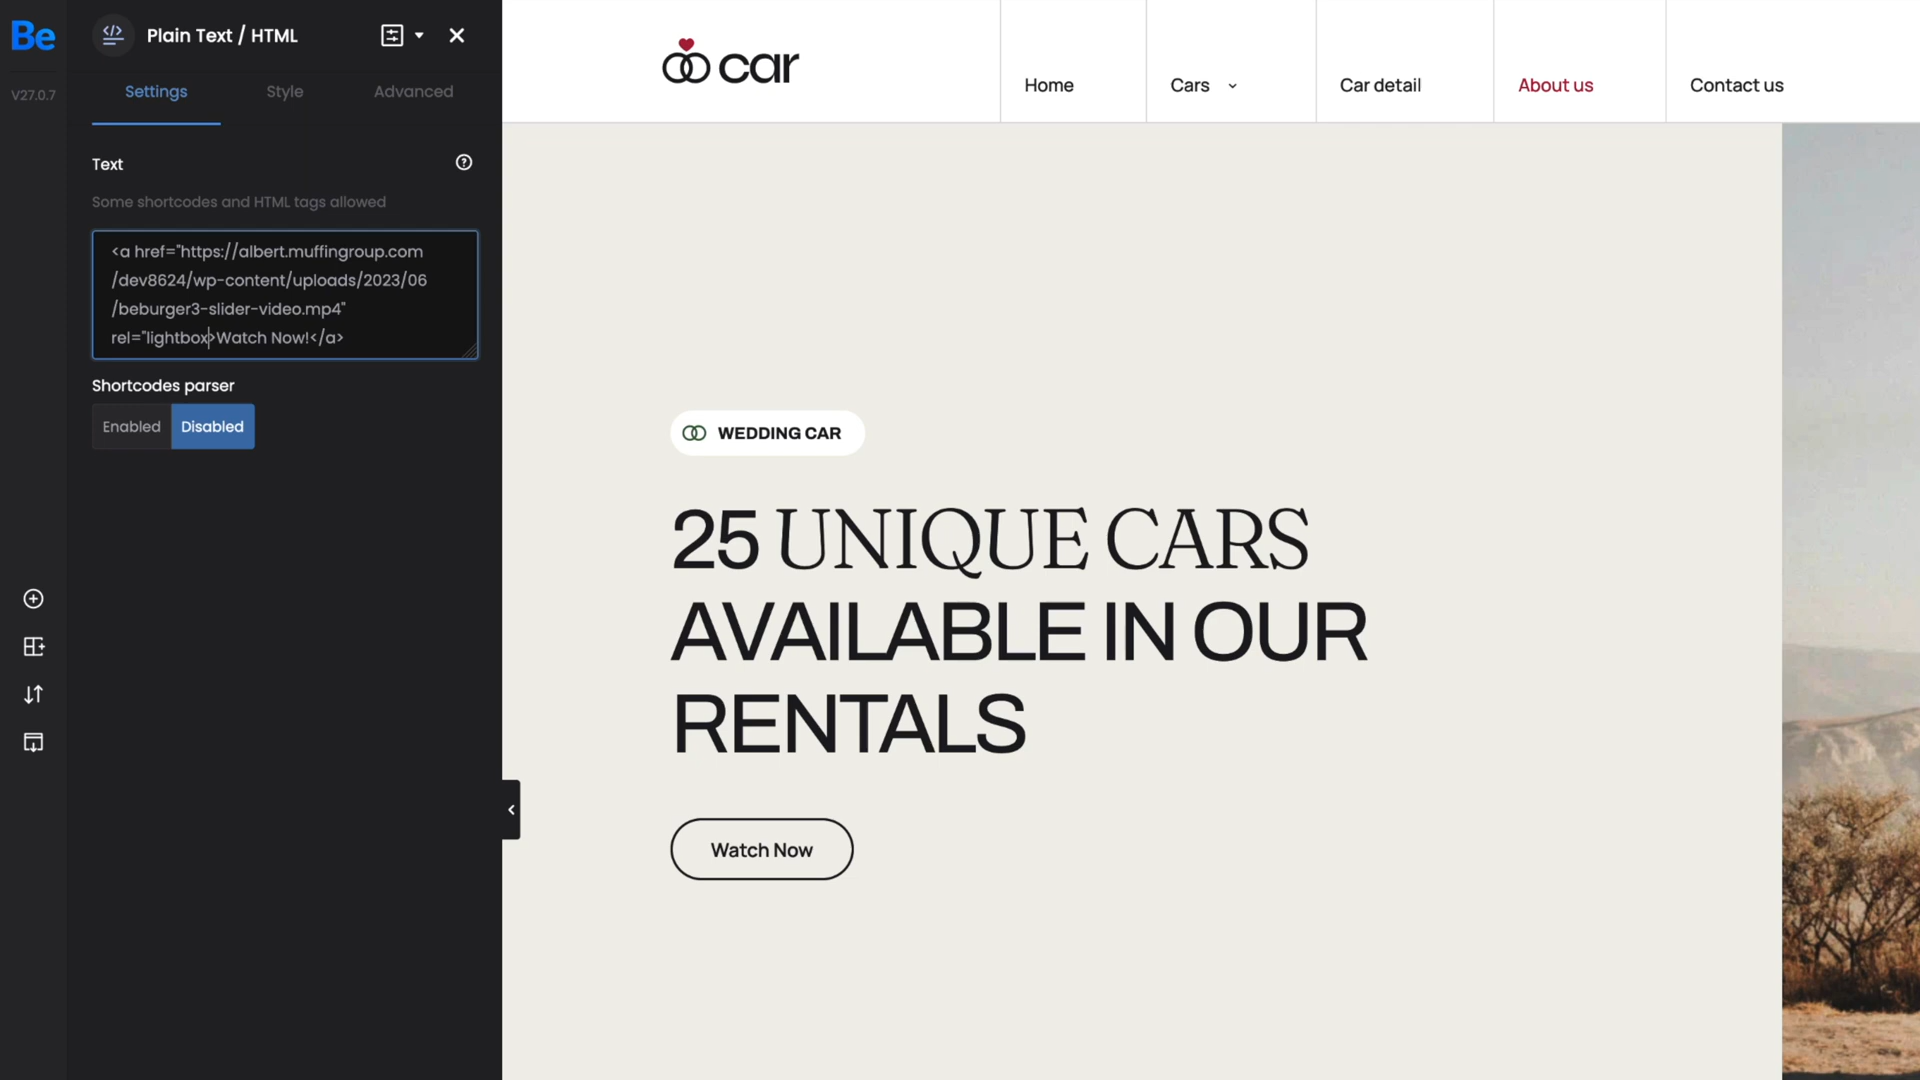 Be
V27.0.7
Plain Text / HTML
Settings
Style
Advanced
Text
Some shortcodes and HTML tags allowed
<a href="https://albert.muffingroup.com
/dev8624/wp-content/uploads/2023/06
/beburger3-slider-video.mp4"
rel="lightbox>Watch Now!</a>
Shortcodes parser
Enabled
Disabled
car
Home
Cars
Car detail
About us
Contact us
WEDDING CAR
25 UNIQUE CARS
AVAILABLE IN OUR
RENTALS
Watch Now